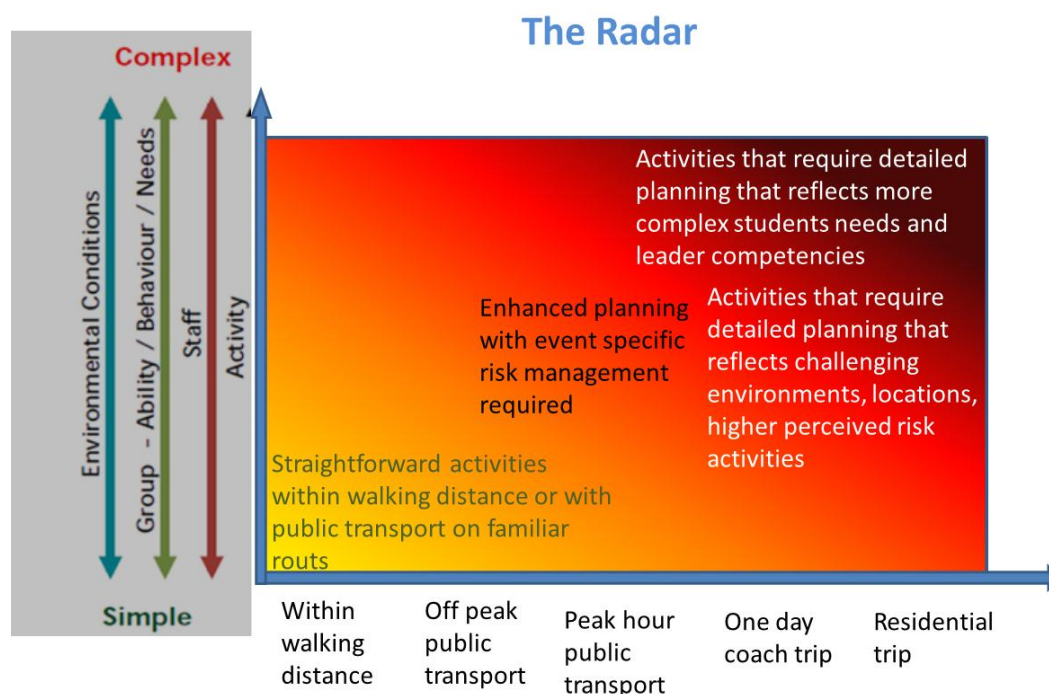 The Radar
Complex
Environmental Conditions
Group - Ability / Behaviour / Needs
Staff
Activity
Simple
Activities that require detailed
planning that reflects more
complex students needs and
leader competencies
Enhanced planning
with event specific
risk management
required
Activities that require
detailed planning that
reflects challenging
environments, locations,
higher perceived risk
activities
Straightforward activities
within walking distance or with
public transport on familiar
routs
Within
walking
distance
Off peak
public
transport
Peak hour
public
transport
One day
coach trip
Residential
trip